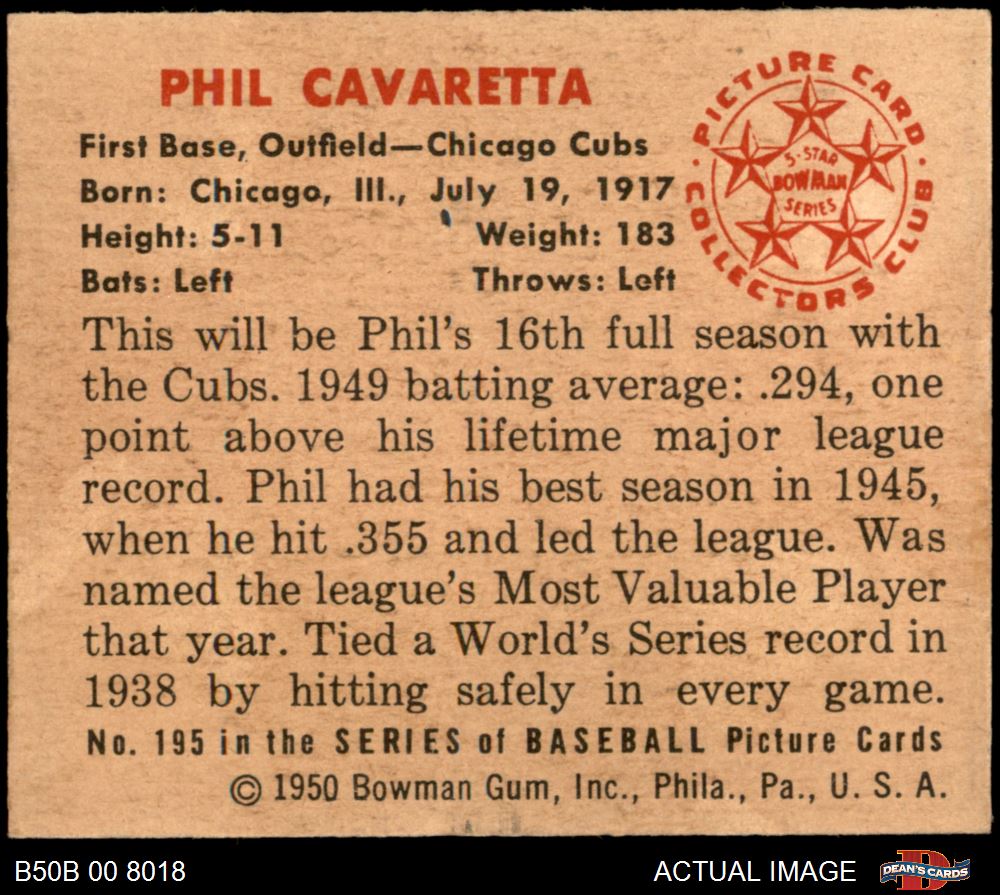 PHIL CAVARETTA
First Base, Outfield—Chicago Cubs
Born: Chicago, Ill., July 19, 1917
Height: 5-11 Weight: 183
Bats: Left Throws: Left
PICTURE CARD
COLLECTORS CLUB
5-STAR
BOWMAN
SERIES
This will be Phil's 16th full season with
the Cubs. 1949 batting average: .294, one
point above his lifetime major league
record. Phil had his best season in 1945,
when he hit .355 and led the league. Was
named the league's Most Valuable Player
that year. Tied a World's Series record in
1938 by hitting safely in every game.
No. 195 in the SERIES of BASEBALL Picture Cards
© 1950 Bowman Gum, Inc., Phila., Pa., U. S. A.
B50B 00 8018 ACTUAL IMAGE
DEAN'S CARDS